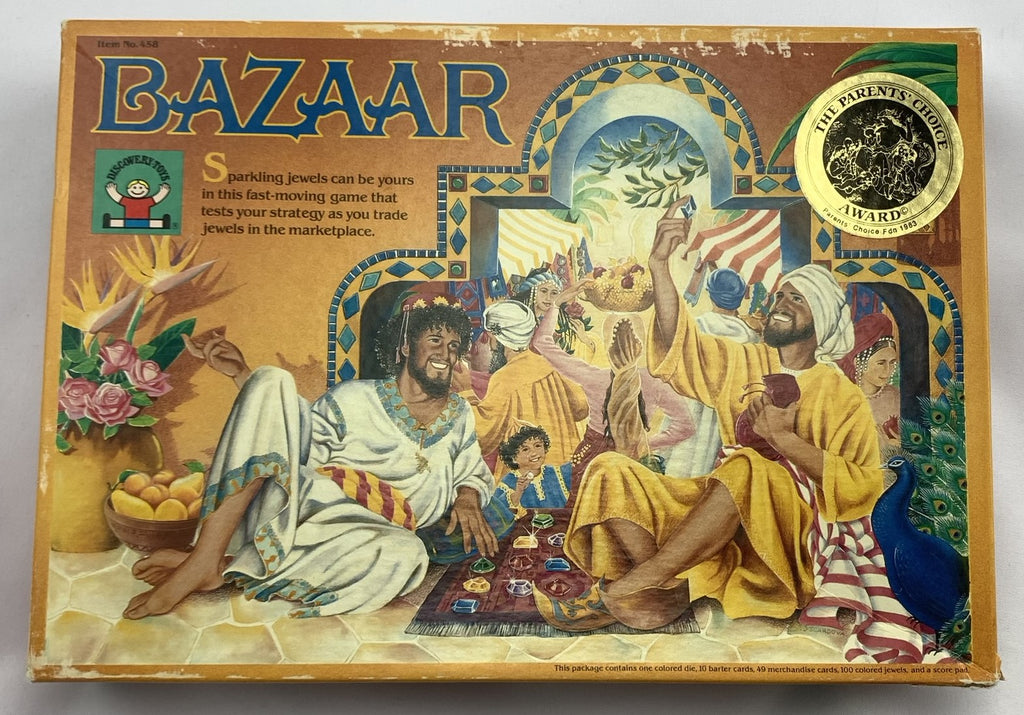 Item No. 458
BAZAAR
DISCOVERY TOYS
®
Sparkling jewels can be yours
in this fast-moving game that
tests your strategy as you trade
jewels in the marketplace.
THE PARENTS' CHOICE
AWARD©
Parents' Choice Fdn 1983
This package contains one colored die, 10 barter cards, 49 merchandise cards, 100 colored jewels, and a score pad.